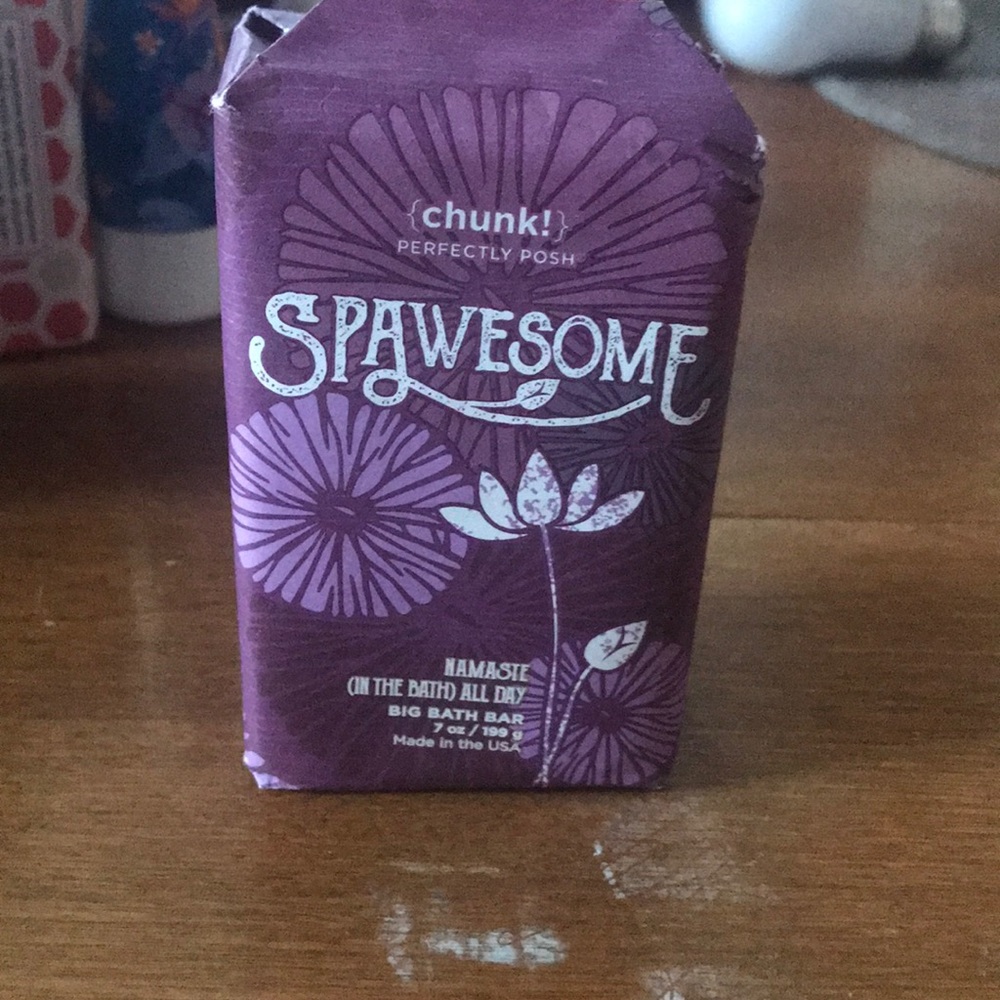 {chunk!}
PERFECTLY POSH
SPAWESOME
NAMASTE
(IN THE BATH) ALL DAY
BIG BATH BAR
7 oz / 199 g
Made in the USA